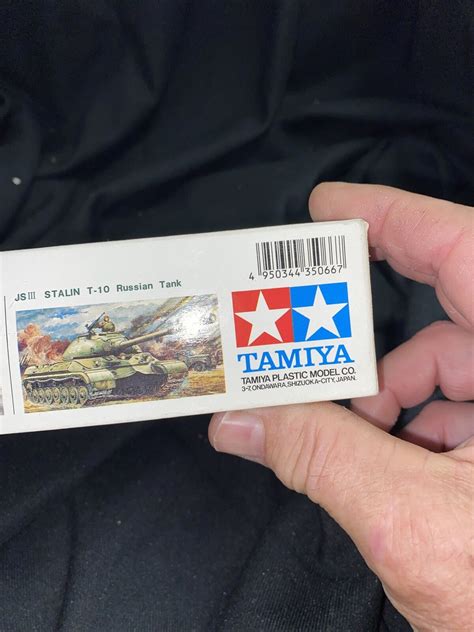 JSⅢ STALIN T-10 Russian Tank
4 950344 350667
TAMIYA
TAMIYA PLASTIC MODEL CO.
3-7, ONDAWARA, SHIZUOKA-CITY, JAPAN.